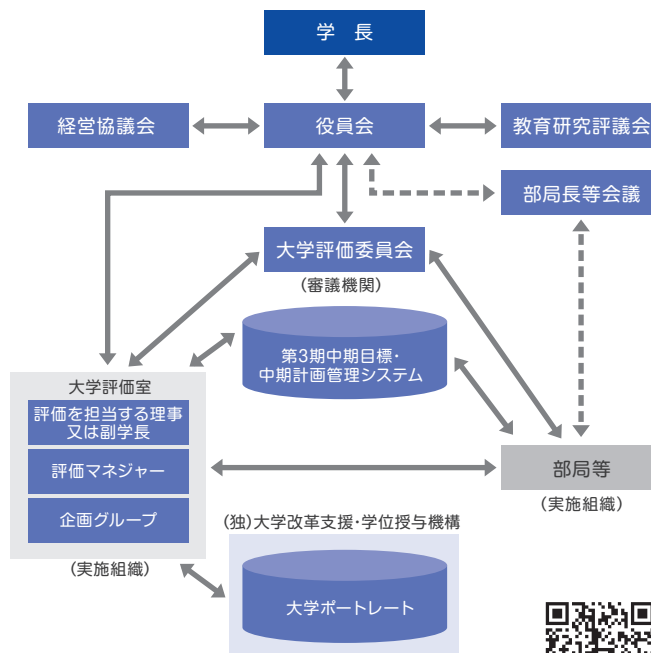 学 長
経営協議会
役員会
教育研究評議会
部局長等会議
大学評価委員会
(審議機関)
第3期中期目標・
中期計画管理システム
大学評価室
評価を担当する理事
又は副学長
評価マネジャー
企画グループ
(実施組織)
部局等
(実施組織)
(独)大学改革支援・学位授与機構
大学ポートレート